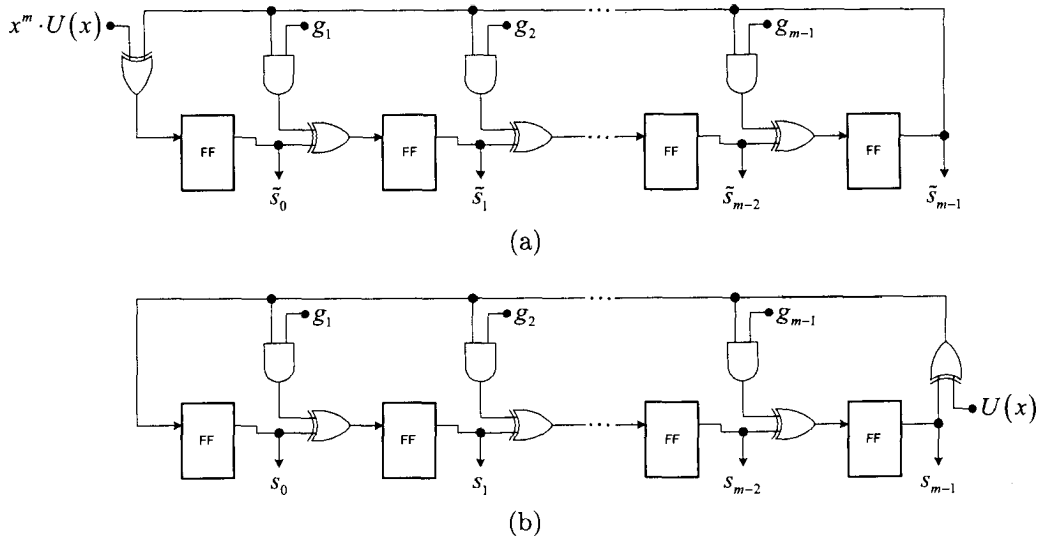 x^m · U(x)
g_1
g_2
···
g_{m−1}
FF
FF
···
FF
FF
s̃_0
s̃_1
s̃_{m−2}
s̃_{m−1}
(a)
···
g_1
g_2
g_{m−1}
U(x)
FF
FF
···
FF
FF
s_0
s_1
s_{m−2}
s_{m−1}
(b)